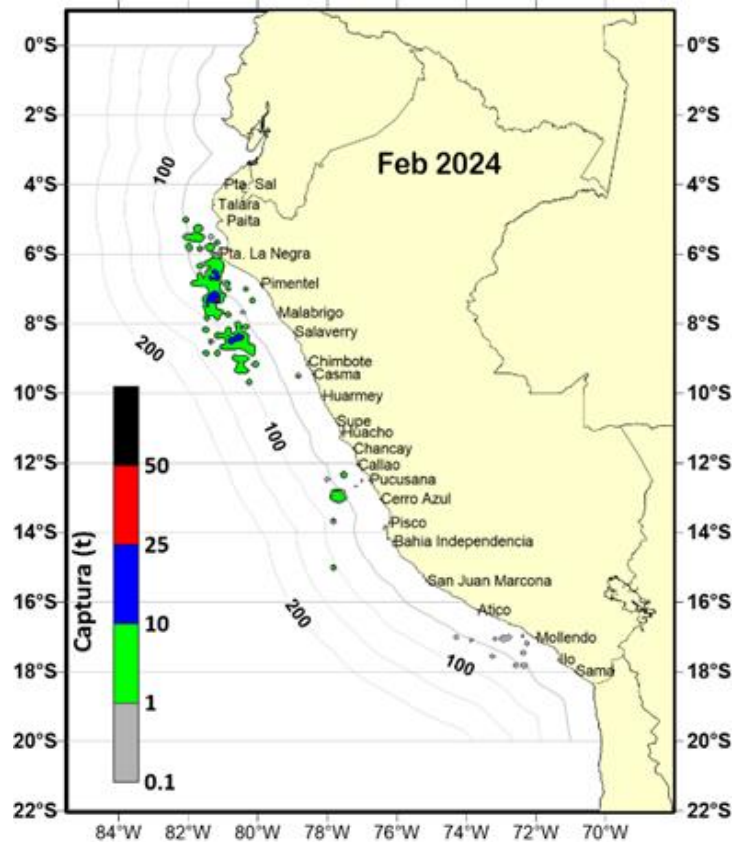 0°S
0°S
2°S
2°S
100
Feb 2024
4°S
Pta. Sal
4°S
Talara
Paita
6°S
Pta. La Negra
6°S
Pimentel
Malabrigo
8°S
Salaverry
8°S
200
Chimbote
Casma
10°S
Huarmey
10°S
Supe
Huacho
100
Chancay
12°S
Callao
12°S
50
Pucusana
Cerro Azul
14°S
Pisco
14°S
25
Bahia Independencia
Captura (t)
San Juan Marcona
16°S
Atico
16°S
200
10
Mollendo
100
Ilo
18°S
Sama
18°S
1
20°S
20°S
0.1
22°S
22°S
84°W 82°W 80°W 78°W 76°W 74°W 72°W 70°W